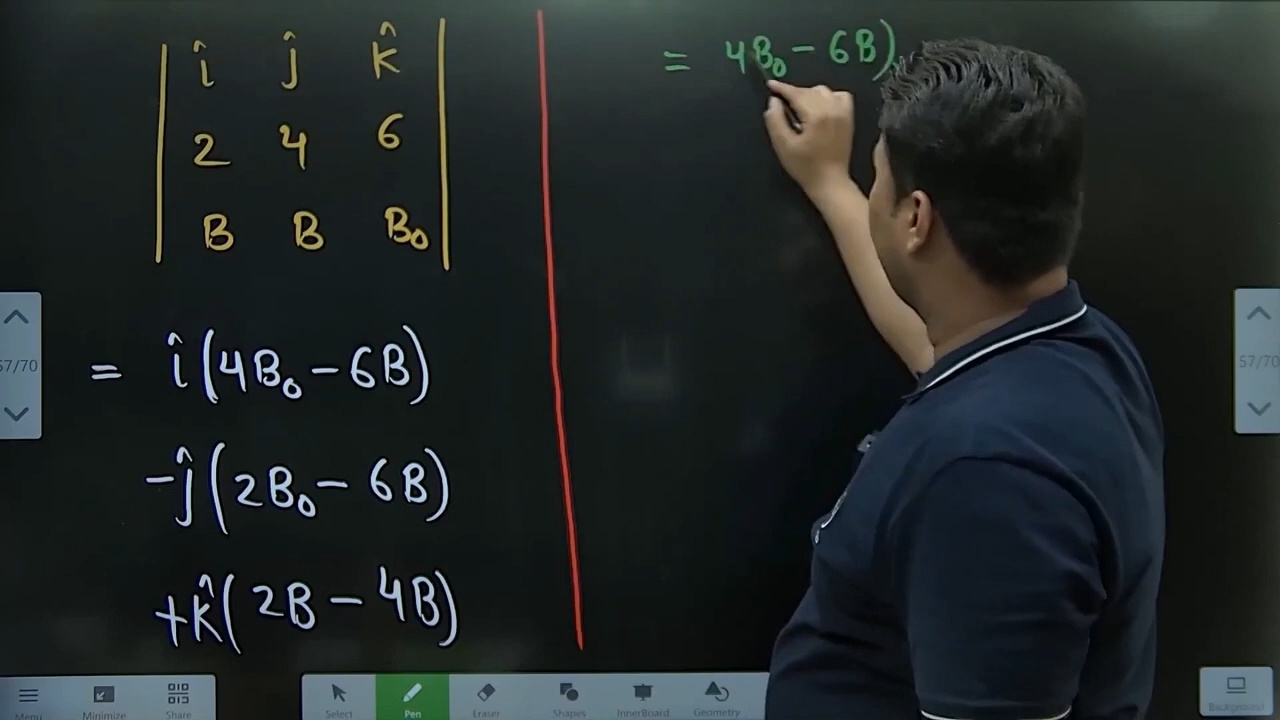 î ĵ k̂
2 4 6
B B B₀
= î(4B₀ - 6B)
-ĵ(2B₀ - 6B)
+k̂(2B - 4B)
= 4B₀ - 6B)
57/70
57/70
Menu
Minimize
Share
Select
Pen
Eraser
Shapes
InnerBoard
Geometry
Background